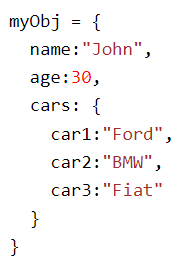 myObj = {
  name:"John",
  age:30,
  cars: {
    car1:"Ford",
    car2:"BMW",
    car3:"Fiat"
  }
}